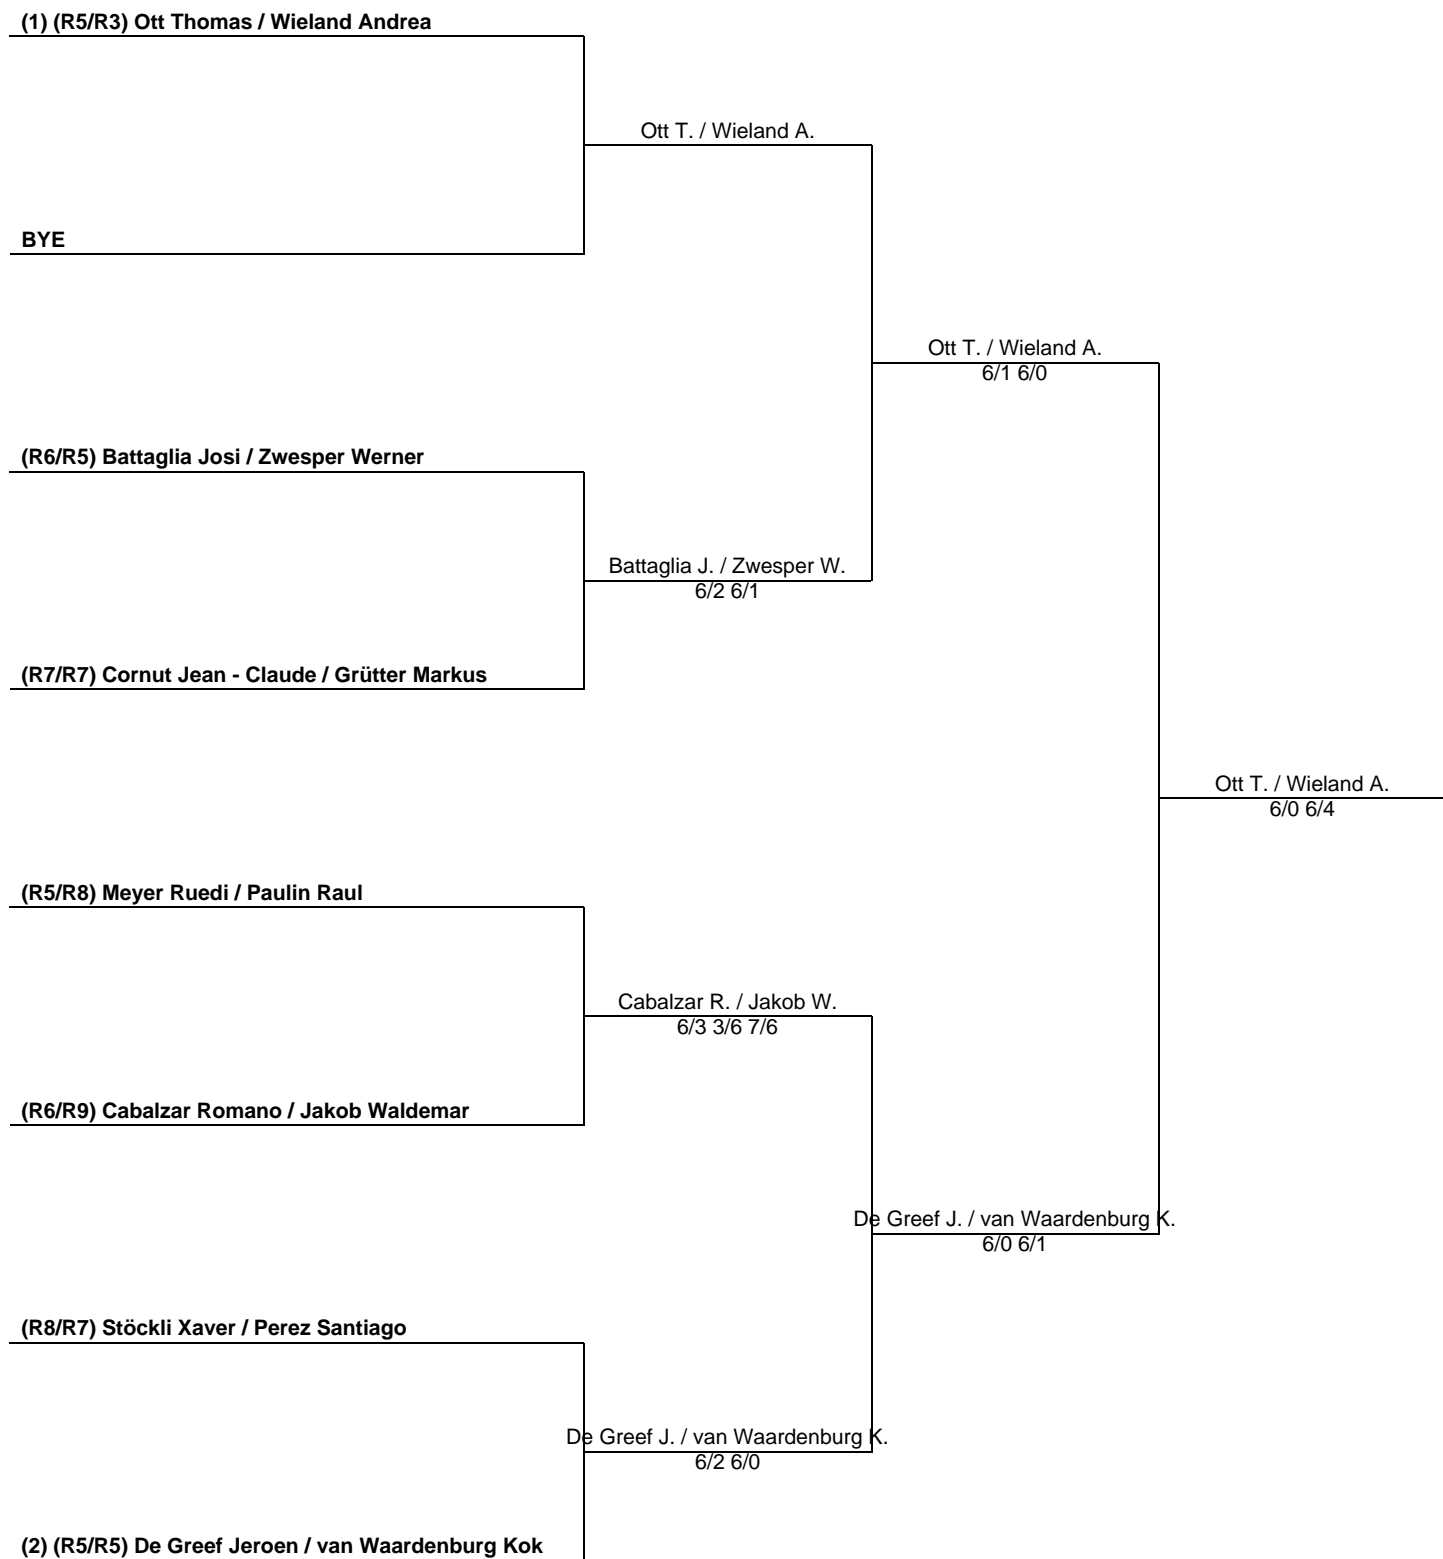 (1) (R5/R3) Ott Thomas / Wieland Andrea
Ott T. / Wieland A.
BYE
Ott T. / Wieland A.
6/1 6/0
(R6/R5) Battaglia Josi / Zwesper Werner
Battaglia J. / Zwesper W.
6/2 6/1
(R7/R7) Cornut Jean - Claude / Grütter Markus
Ott T. / Wieland A.
6/0 6/4
(R5/R8) Meyer Ruedi / Paulin Raul
Cabalzar R. / Jakob W.
6/3 3/6 7/6
(R6/R9) Cabalzar Romano / Jakob Waldemar
De Greef J. / van Waardenburg K.
6/0 6/1
(R8/R7) Stöckli Xaver / Perez Santiago
De Greef J. / van Waardenburg K.
6/2 6/0
(2) (R5/R5) De Greef Jeroen / van Waardenburg Kok